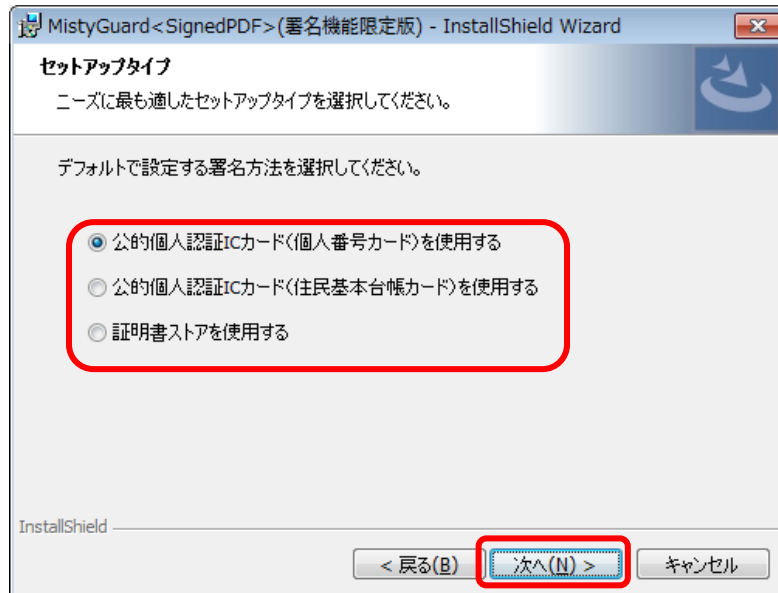 MistyGuard<SignedPDF>(署名機能限定版) - InstallShield Wizard
セットアップタイプ
ニーズに最も適したセットアップタイプを選択してください。
デフォルトで設定する署名方法を選択してください。
公的個人認証ICカード(個人番号カード)を使用する
公的個人認証ICカード(住民基本台帳カード)を使用する
証明書ストアを使用する
InstallShield
< 戻る(B)
次へ(N) >
キャンセル